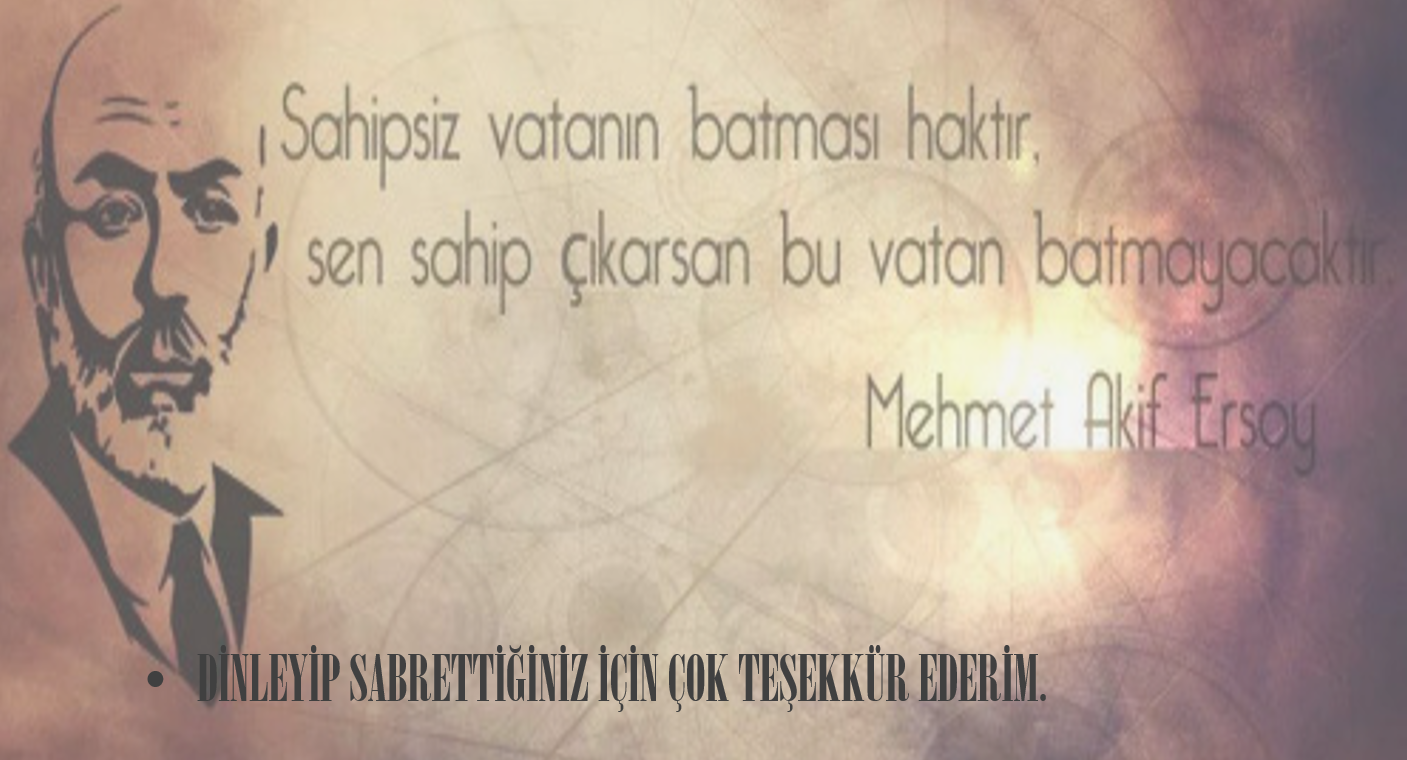 Sahipsiz vatanın batması haktır,
sen sahip çıkarsan bu vatan batmayacaktır.
Mehmet Akif Ersoy
• DİNLEYİP SABRETTİĞİNİZ İÇİN ÇOK TEŞEKKÜR EDERİM.